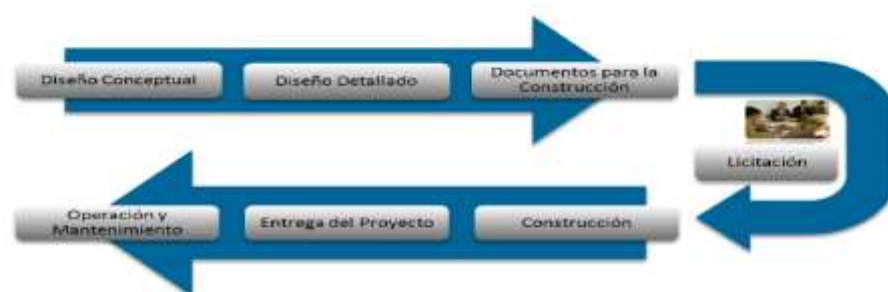 Diseño Conceptual
Diseño Detallado
Documentos para la
Construcción
Licitación
Construcción
Entrega del Proyecto
Operación y
Mantenimiento